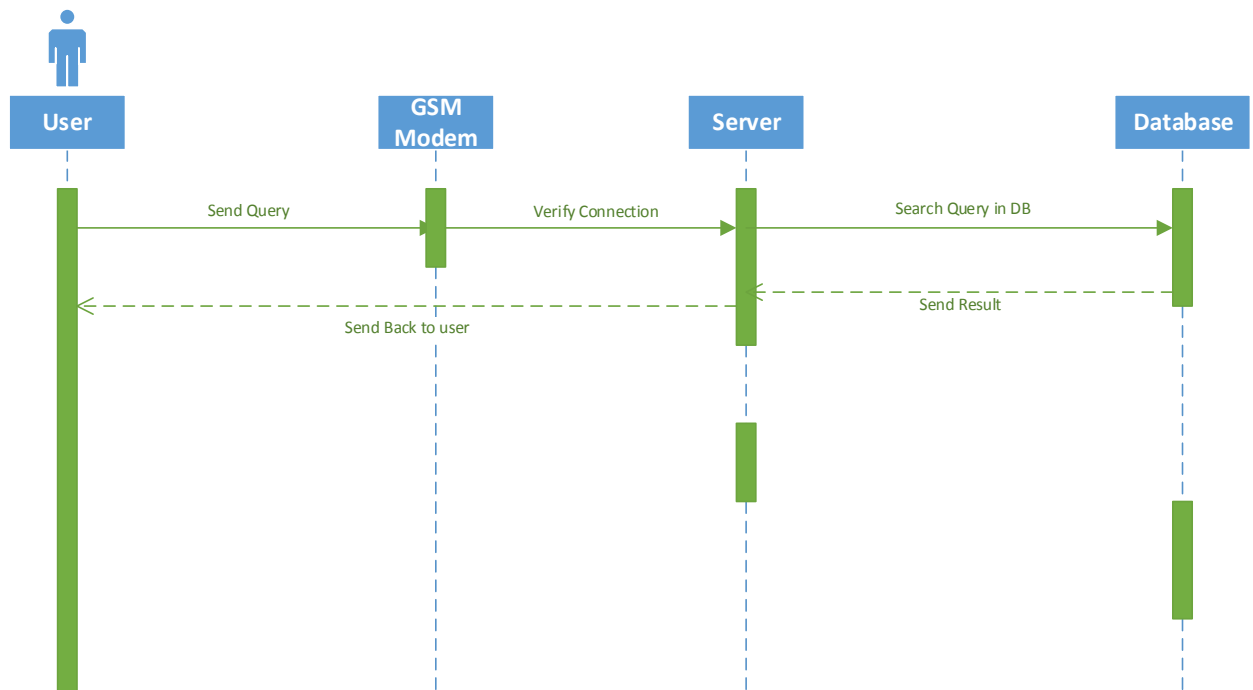 User
GSM
Modem
Server
Database
Send Query
Verify Connection
Search Query in DB
Send Result
Send Back to user